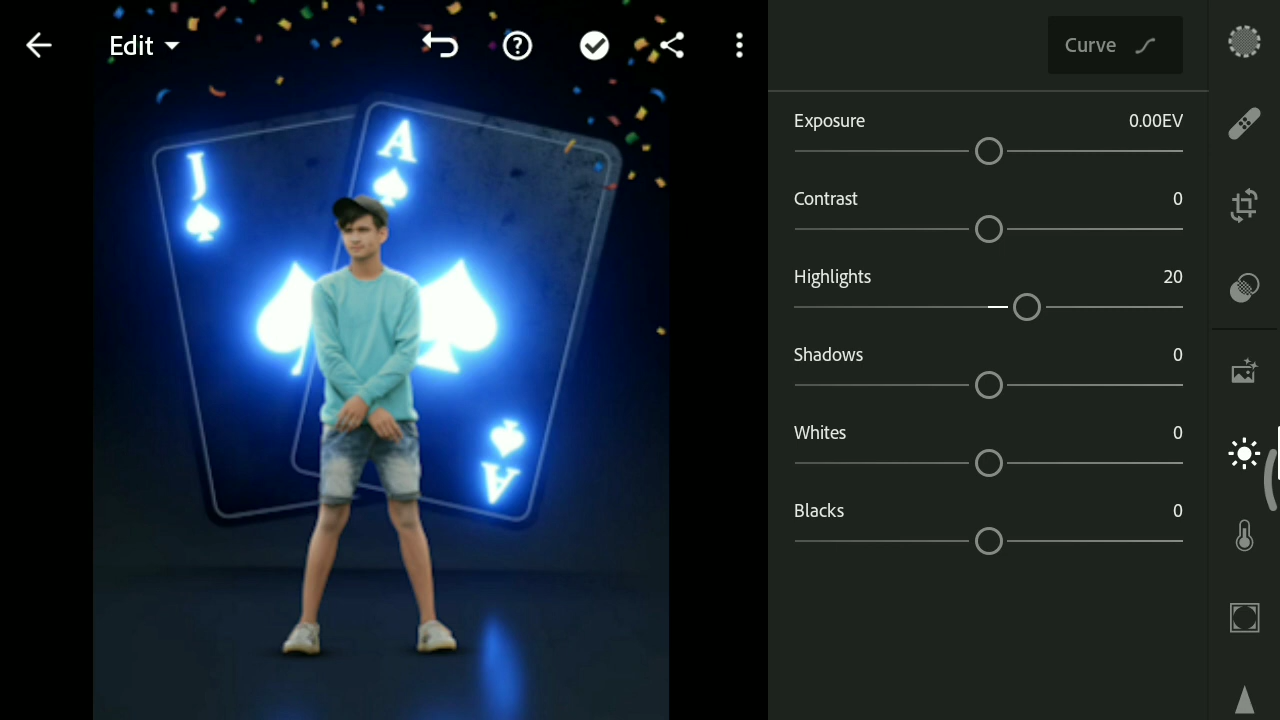 Edit
Curve
Exposure 0.00EV
Contrast 0
Highlights 20
Shadows 0
Whites 0
Blacks 0
J
A
A